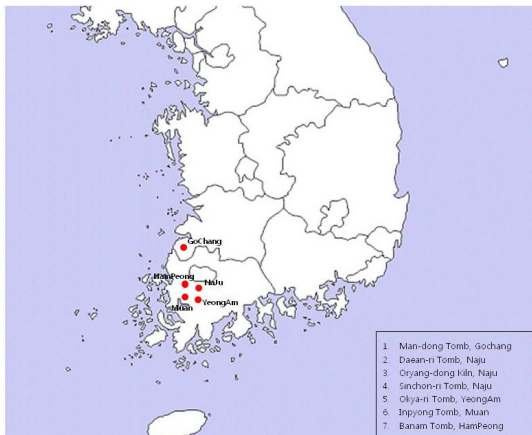 GoChang
HamPeong
NaJu
Muan
YeongAm
1. Man-dong Tomb, Gochang
2. Daean-ri Tomb, Naju
3. Oryang-dong Kiln, Naju
4. Sinchon-ri Tomb, Naju
5. Okya-ri Tomb, YeongAm
6. Inpyong Tomb, Muan
7. Banam Tomb, HamPeong